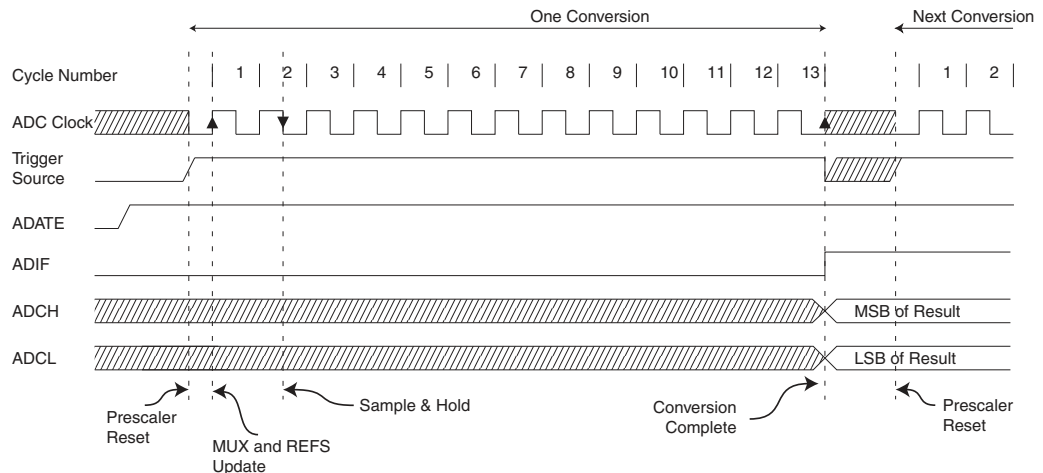 One Conversion
Next Conversion
Cycle Number
1 2 3 4 5 6 7 8 9 10 11 12 13 1 2
ADC Clock
Trigger
Source
ADATE
ADIF
ADCH
MSB of Result
ADCL
LSB of Result
Prescaler
Reset
MUX and REFS
Update
Sample & Hold
Conversion
Complete
Prescaler
Reset